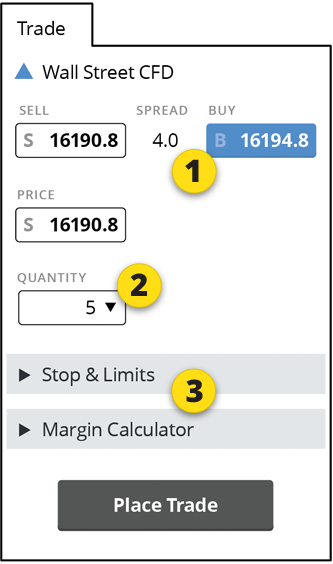 Trade
Wall Street CFD
SELL SPREAD BUY
S 16190.8 4.0 B 16194.8
1
PRICE
S 16190.8
QUANTITY
2
5
Stop & Limits
3
Margin Calculator
Place Trade